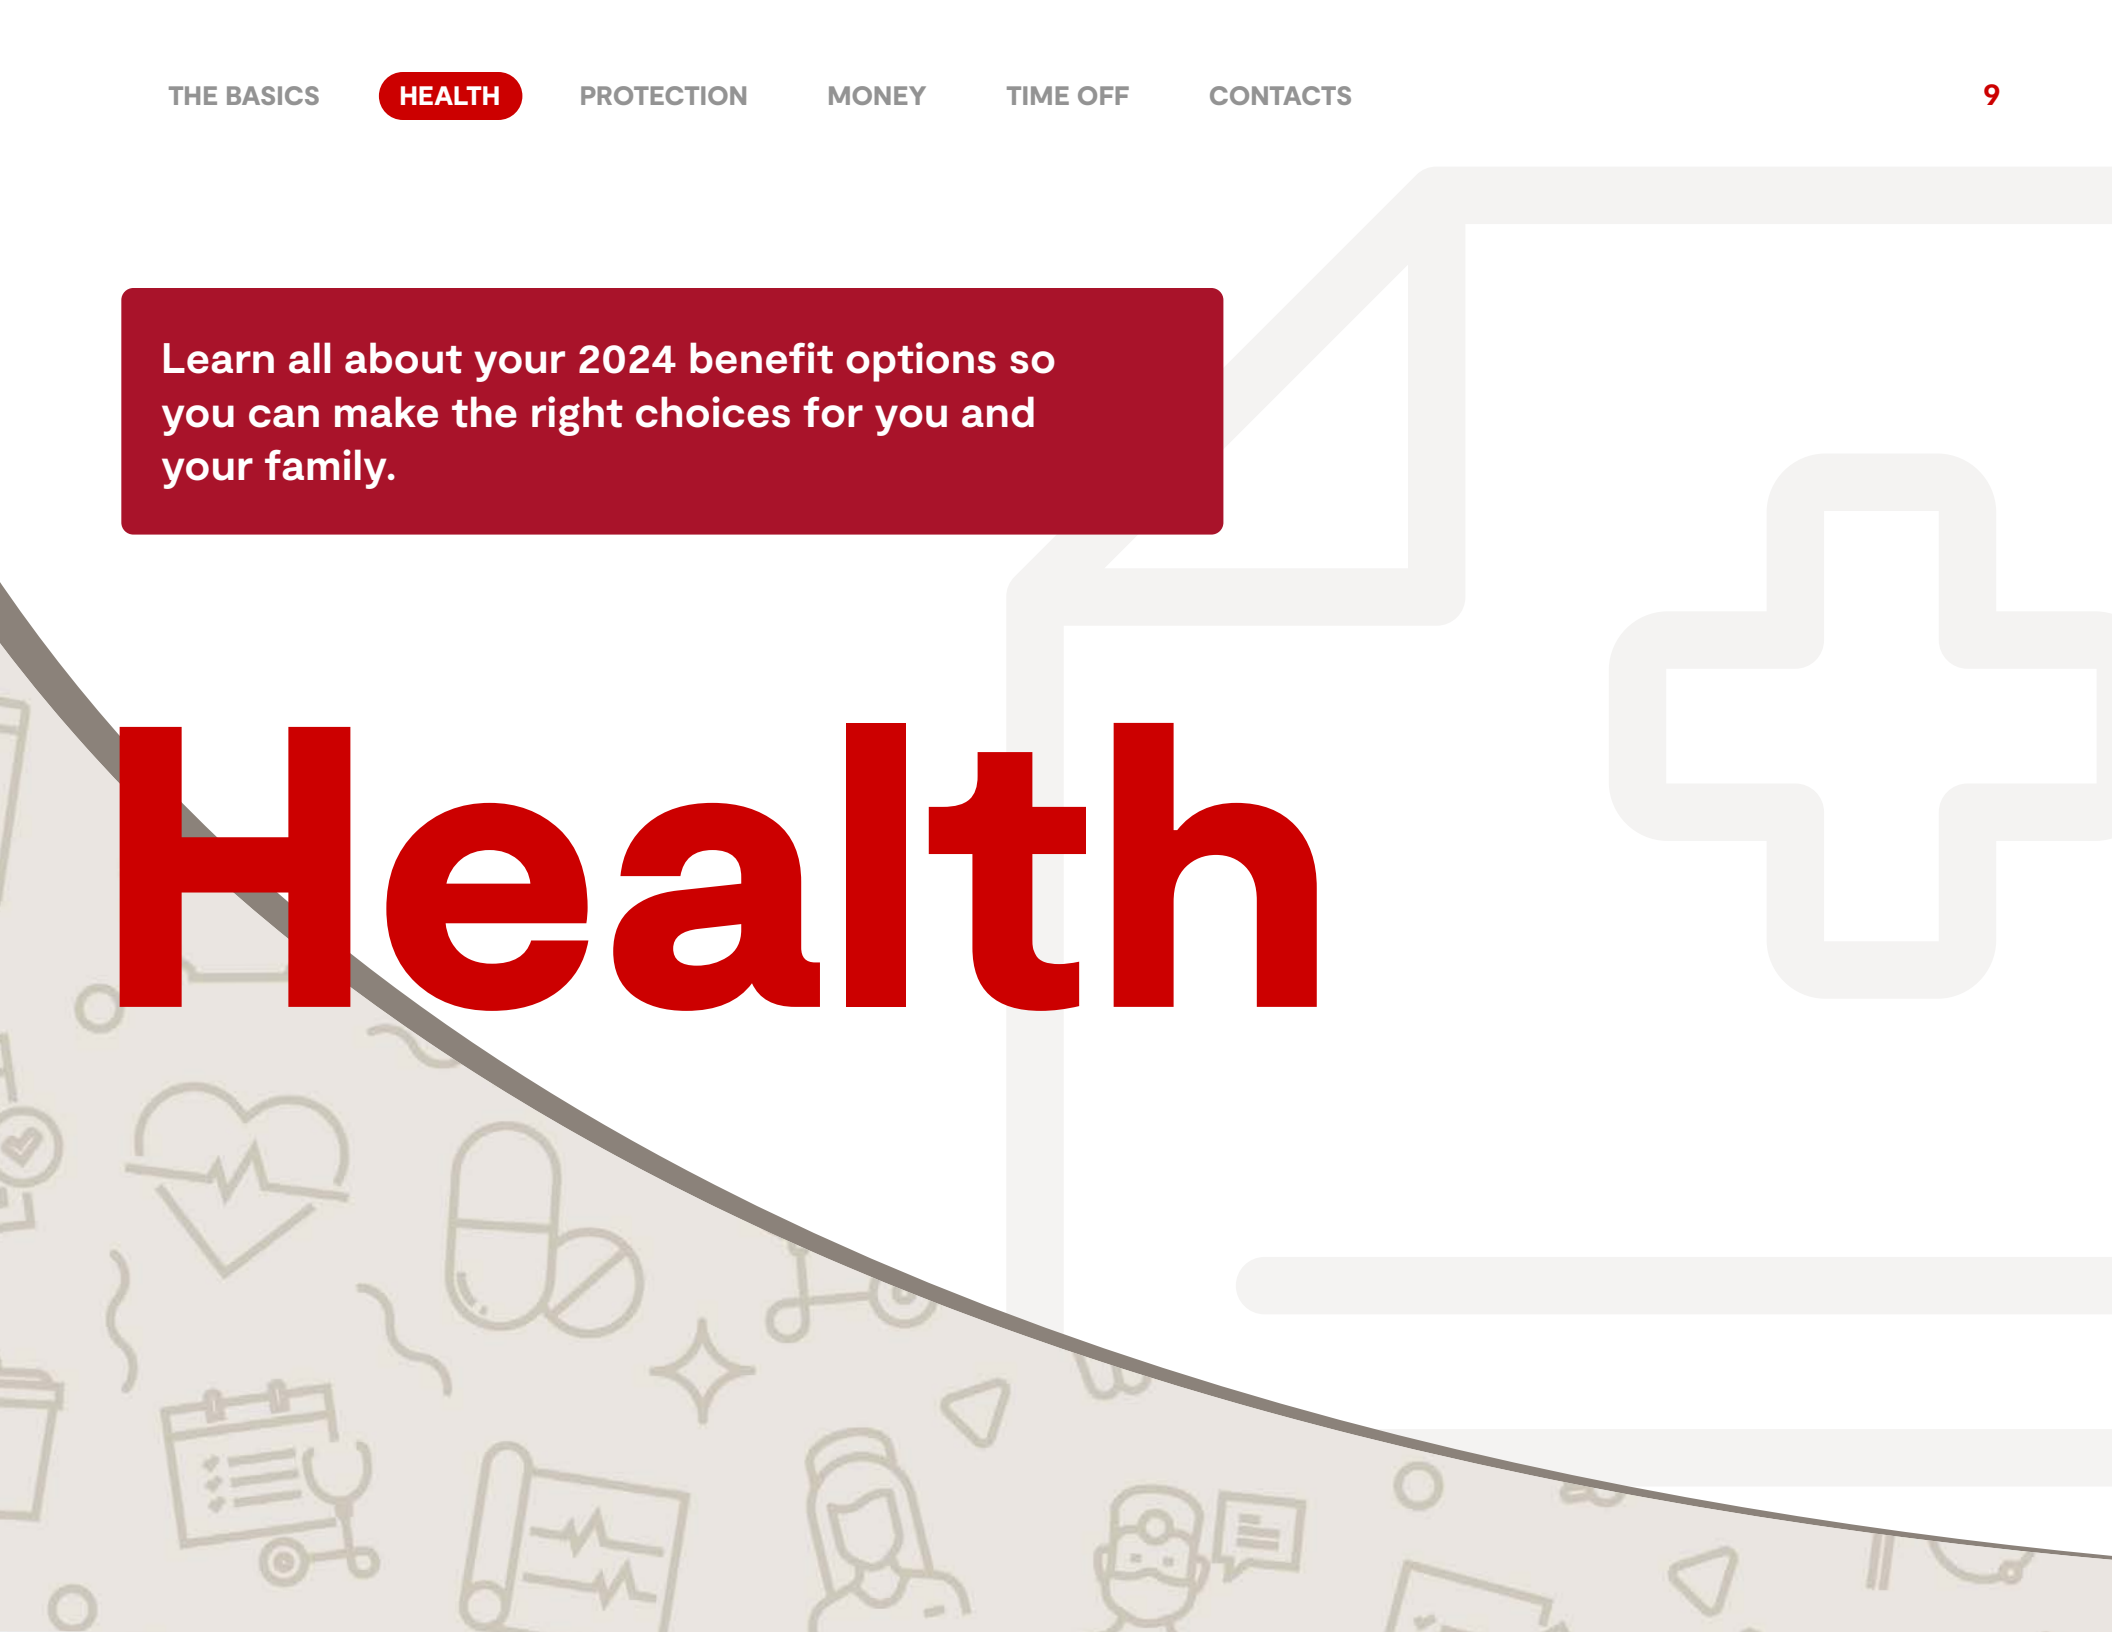 THE BASICS HEALTH PROTECTION MONEY TIME OFF CONTACTS 9
Learn all about your 2024 benefit options so
you can make the right choices for you and
your family.
Health